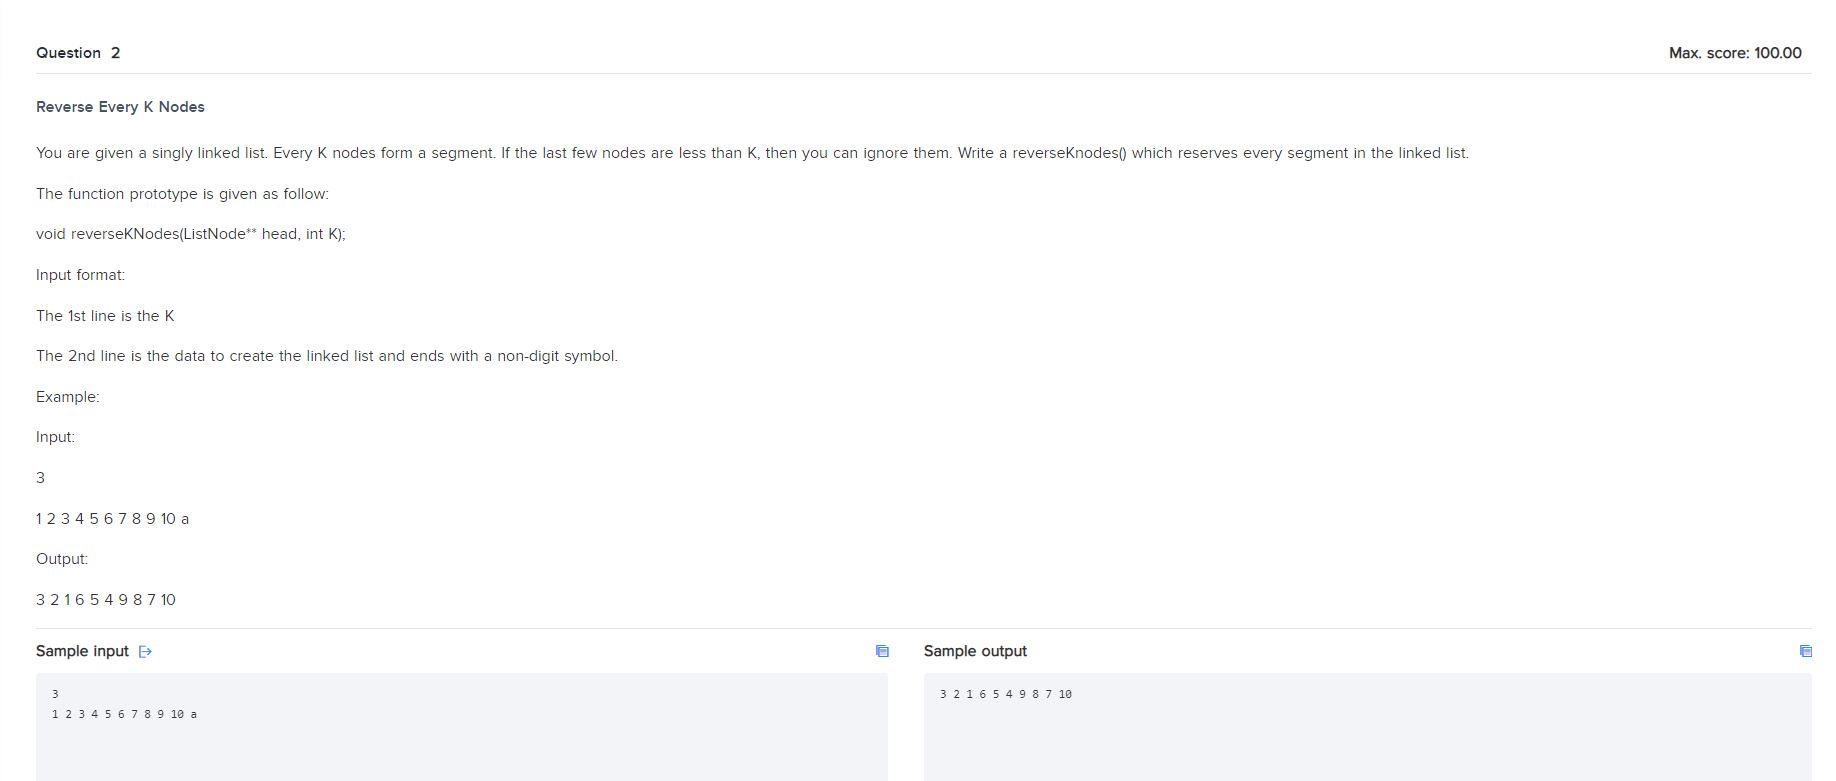 Question 2
Max. score: 100.00
Reverse Every K Nodes
You are given a singly linked list. Every K nodes form a segment. If the last few nodes are less than K, then you can ignore them. Write a reverseKnodes() which reserves every segment in the linked list.
The function prototype is given as follow:
void reverseKNodes(ListNode** head, int K);
Input format:
The 1st line is the K
The 2nd line is the data to create the linked list and ends with a non-digit symbol.
Example:
Input:
3
1 2 3 4 5 6 7 8 9 10 a
Output:
3 2 1 6 5 4 9 8 7 10
Sample input
3
1 2 3 4 5 6 7 8 9 10 a
Sample output
3 2 1 6 5 4 9 8 7 10